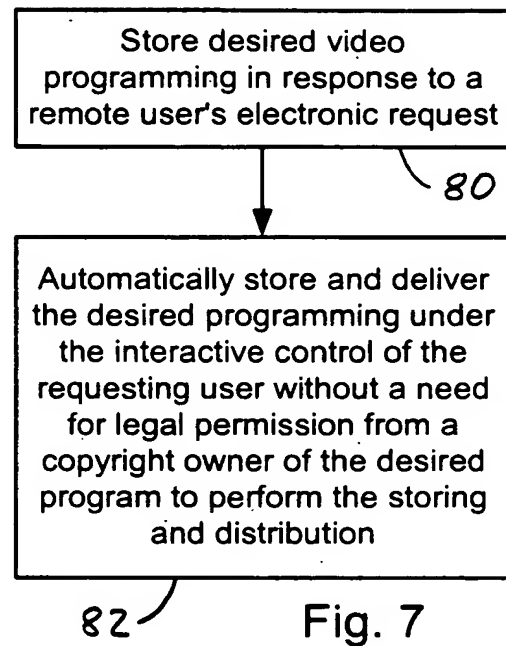 Store desired video
programming in response to a
remote user's electronic request
80
Automatically store and deliver
the desired programming under
the interactive control of the
requesting user without a need
for legal permission from a
copyright owner of the desired
program to perform the storing
and distribution
82
Fig. 7